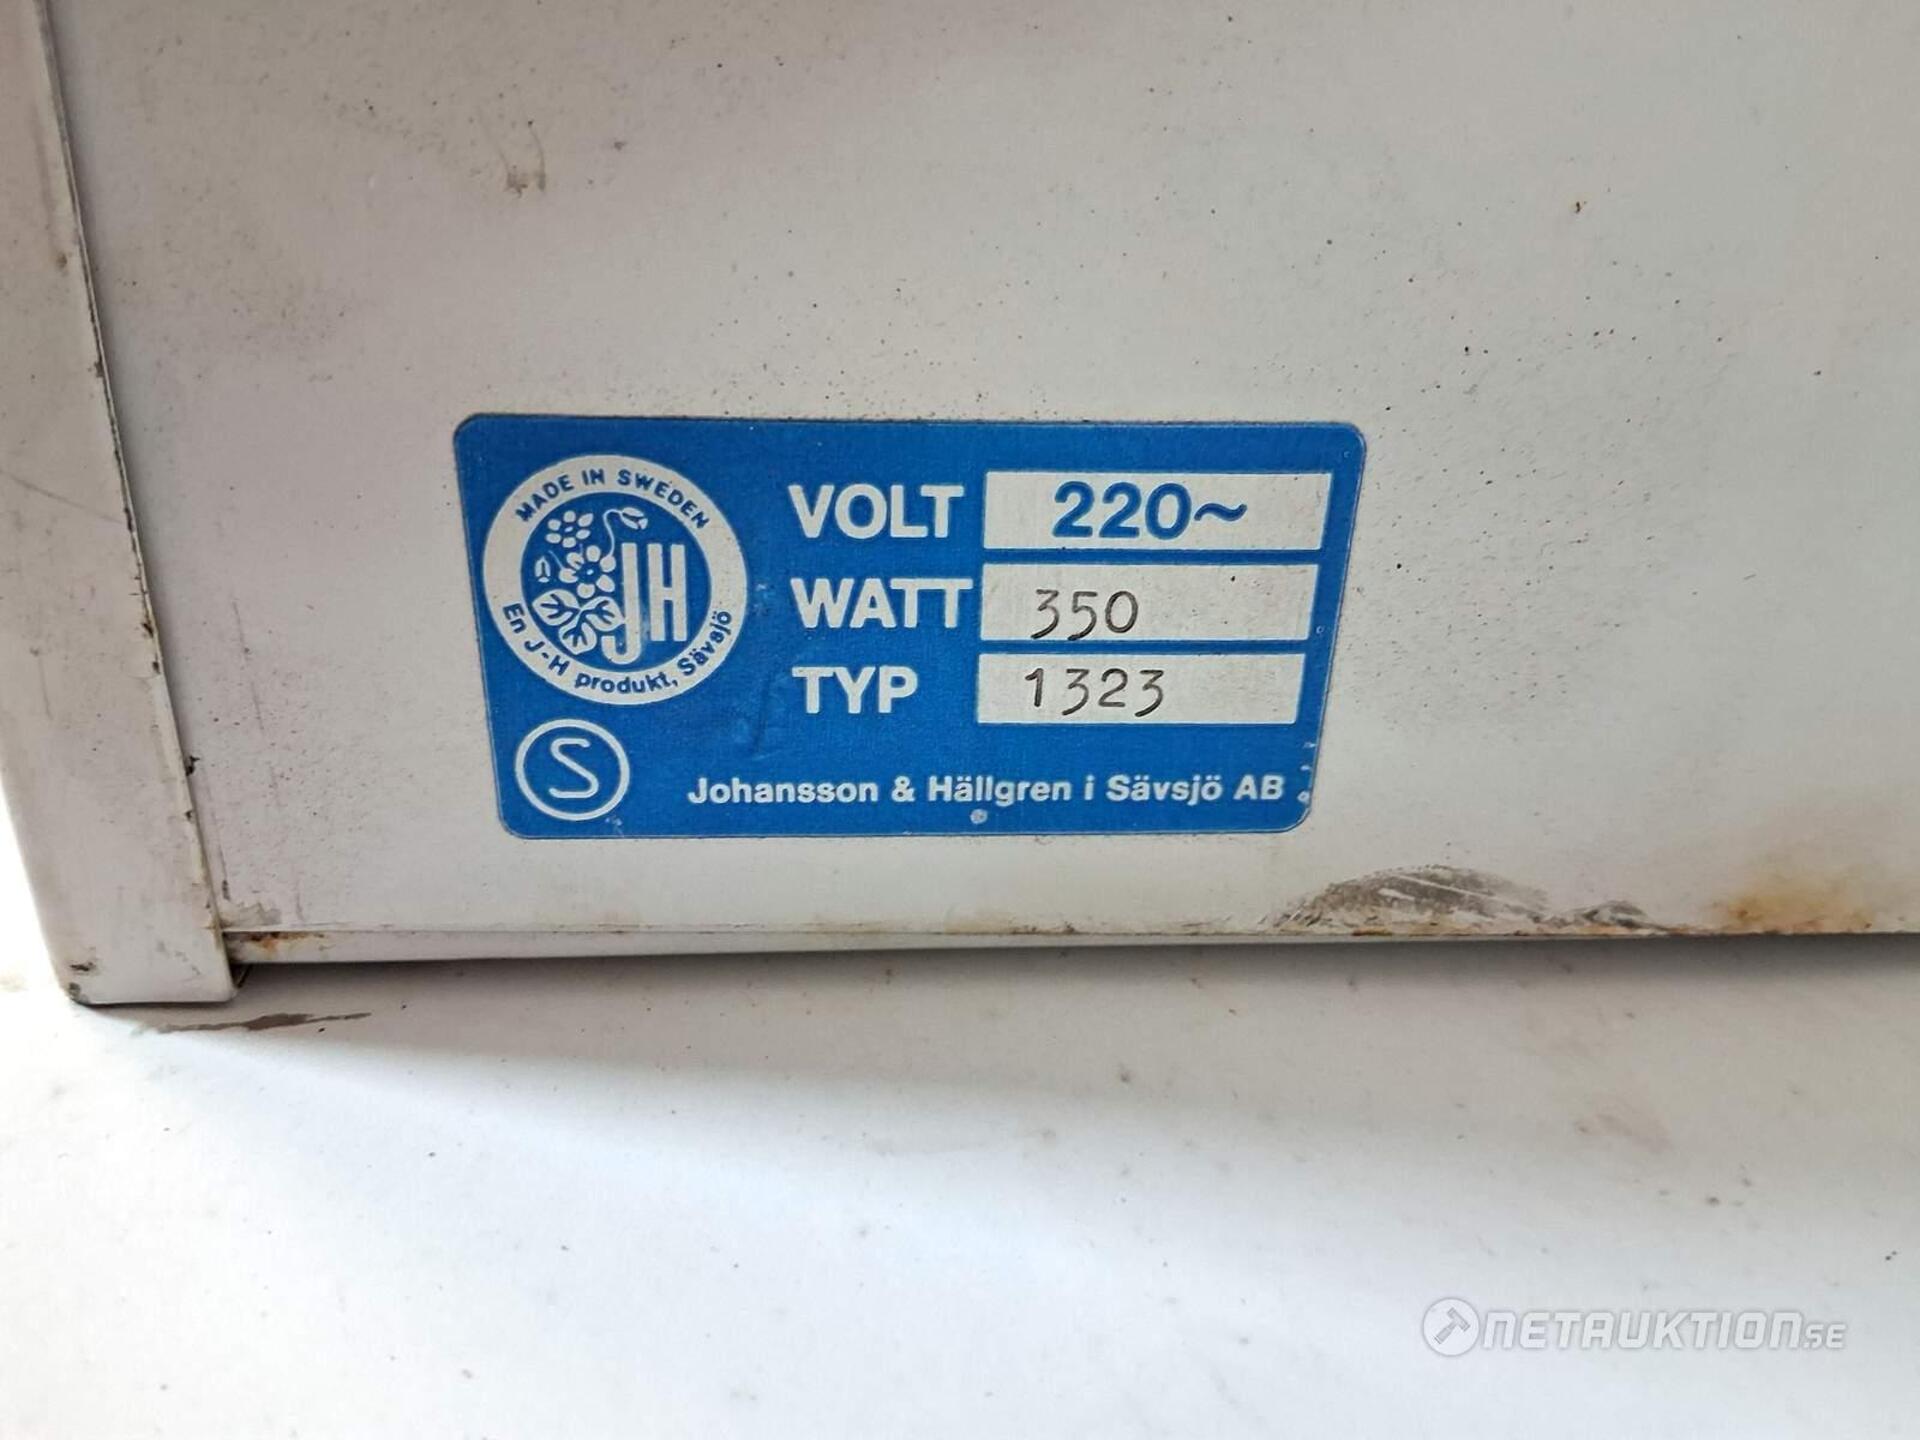 MADE IN SWEDEN
JH
En J-H produkt, Sävsjö
VOLT 220~
WATT 350
TYP 1323
S
Johansson & Hällgren i Sävsjö AB
NETAUKTION.SE